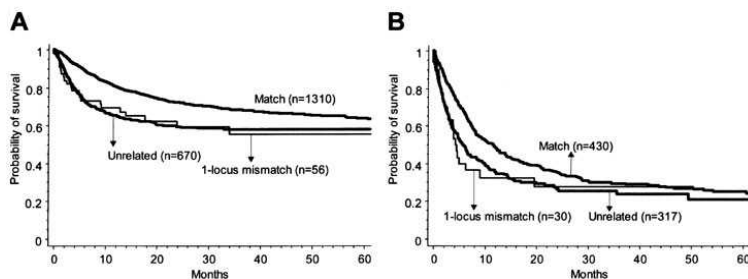 A
Probability of survival
1
0.8
0.6
0.4
0.2
0
Match (n=1310)
Unrelated (n=670)
1-locus mismatch (n=56)
0 10 20 30 40 50 60
Months
B
Probability of survival
1
0.8
0.6
0.4
0.2
0
Match (n=430)
1-locus mismatch (n=30)
Unrelated (n=317)
0 10 20 30 40 50 60
Months